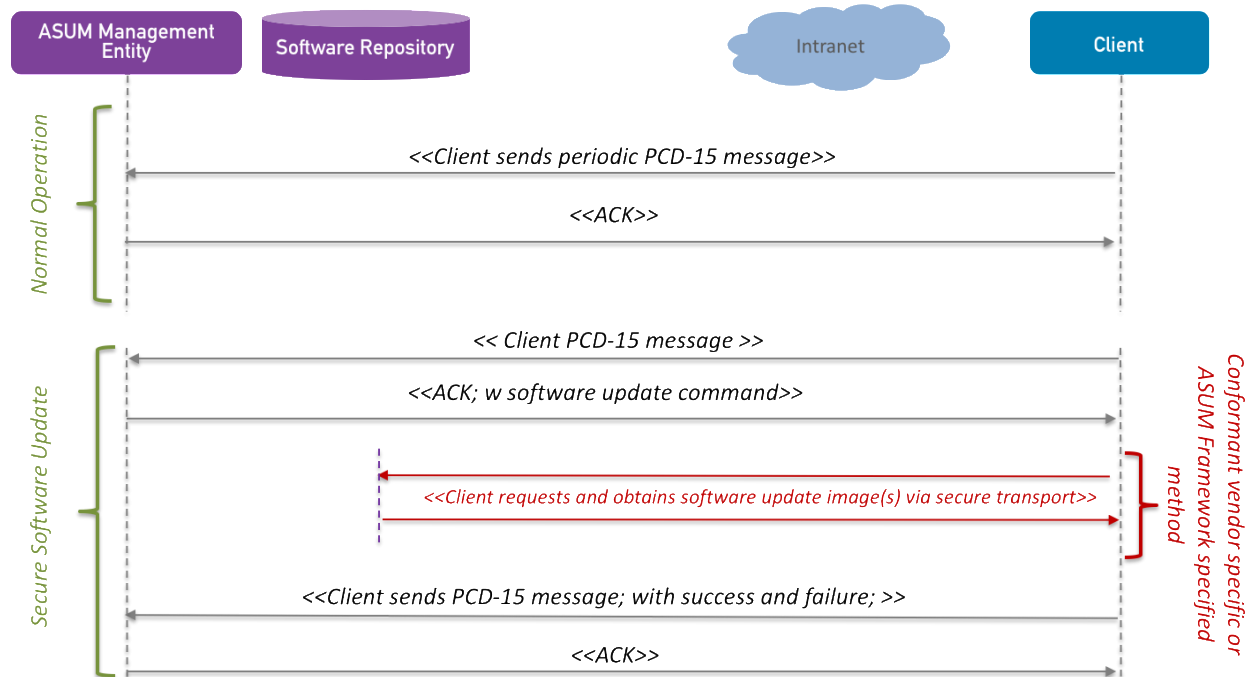 ASUM Management
Entity
Software Repository
Intranet
Client
Normal Operation
<<Client sends periodic PCD-15 message>>
<<ACK>>
Secure Software Update
<< Client PCD-15 message >>
<<ACK; w software update command>>
<<Client requests and obtains software update image(s) via secure transport>>
Conformant vendor specific or
ASUM Framework specified
method
<<Client sends PCD-15 message; with success and failure; >>
<<ACK>>